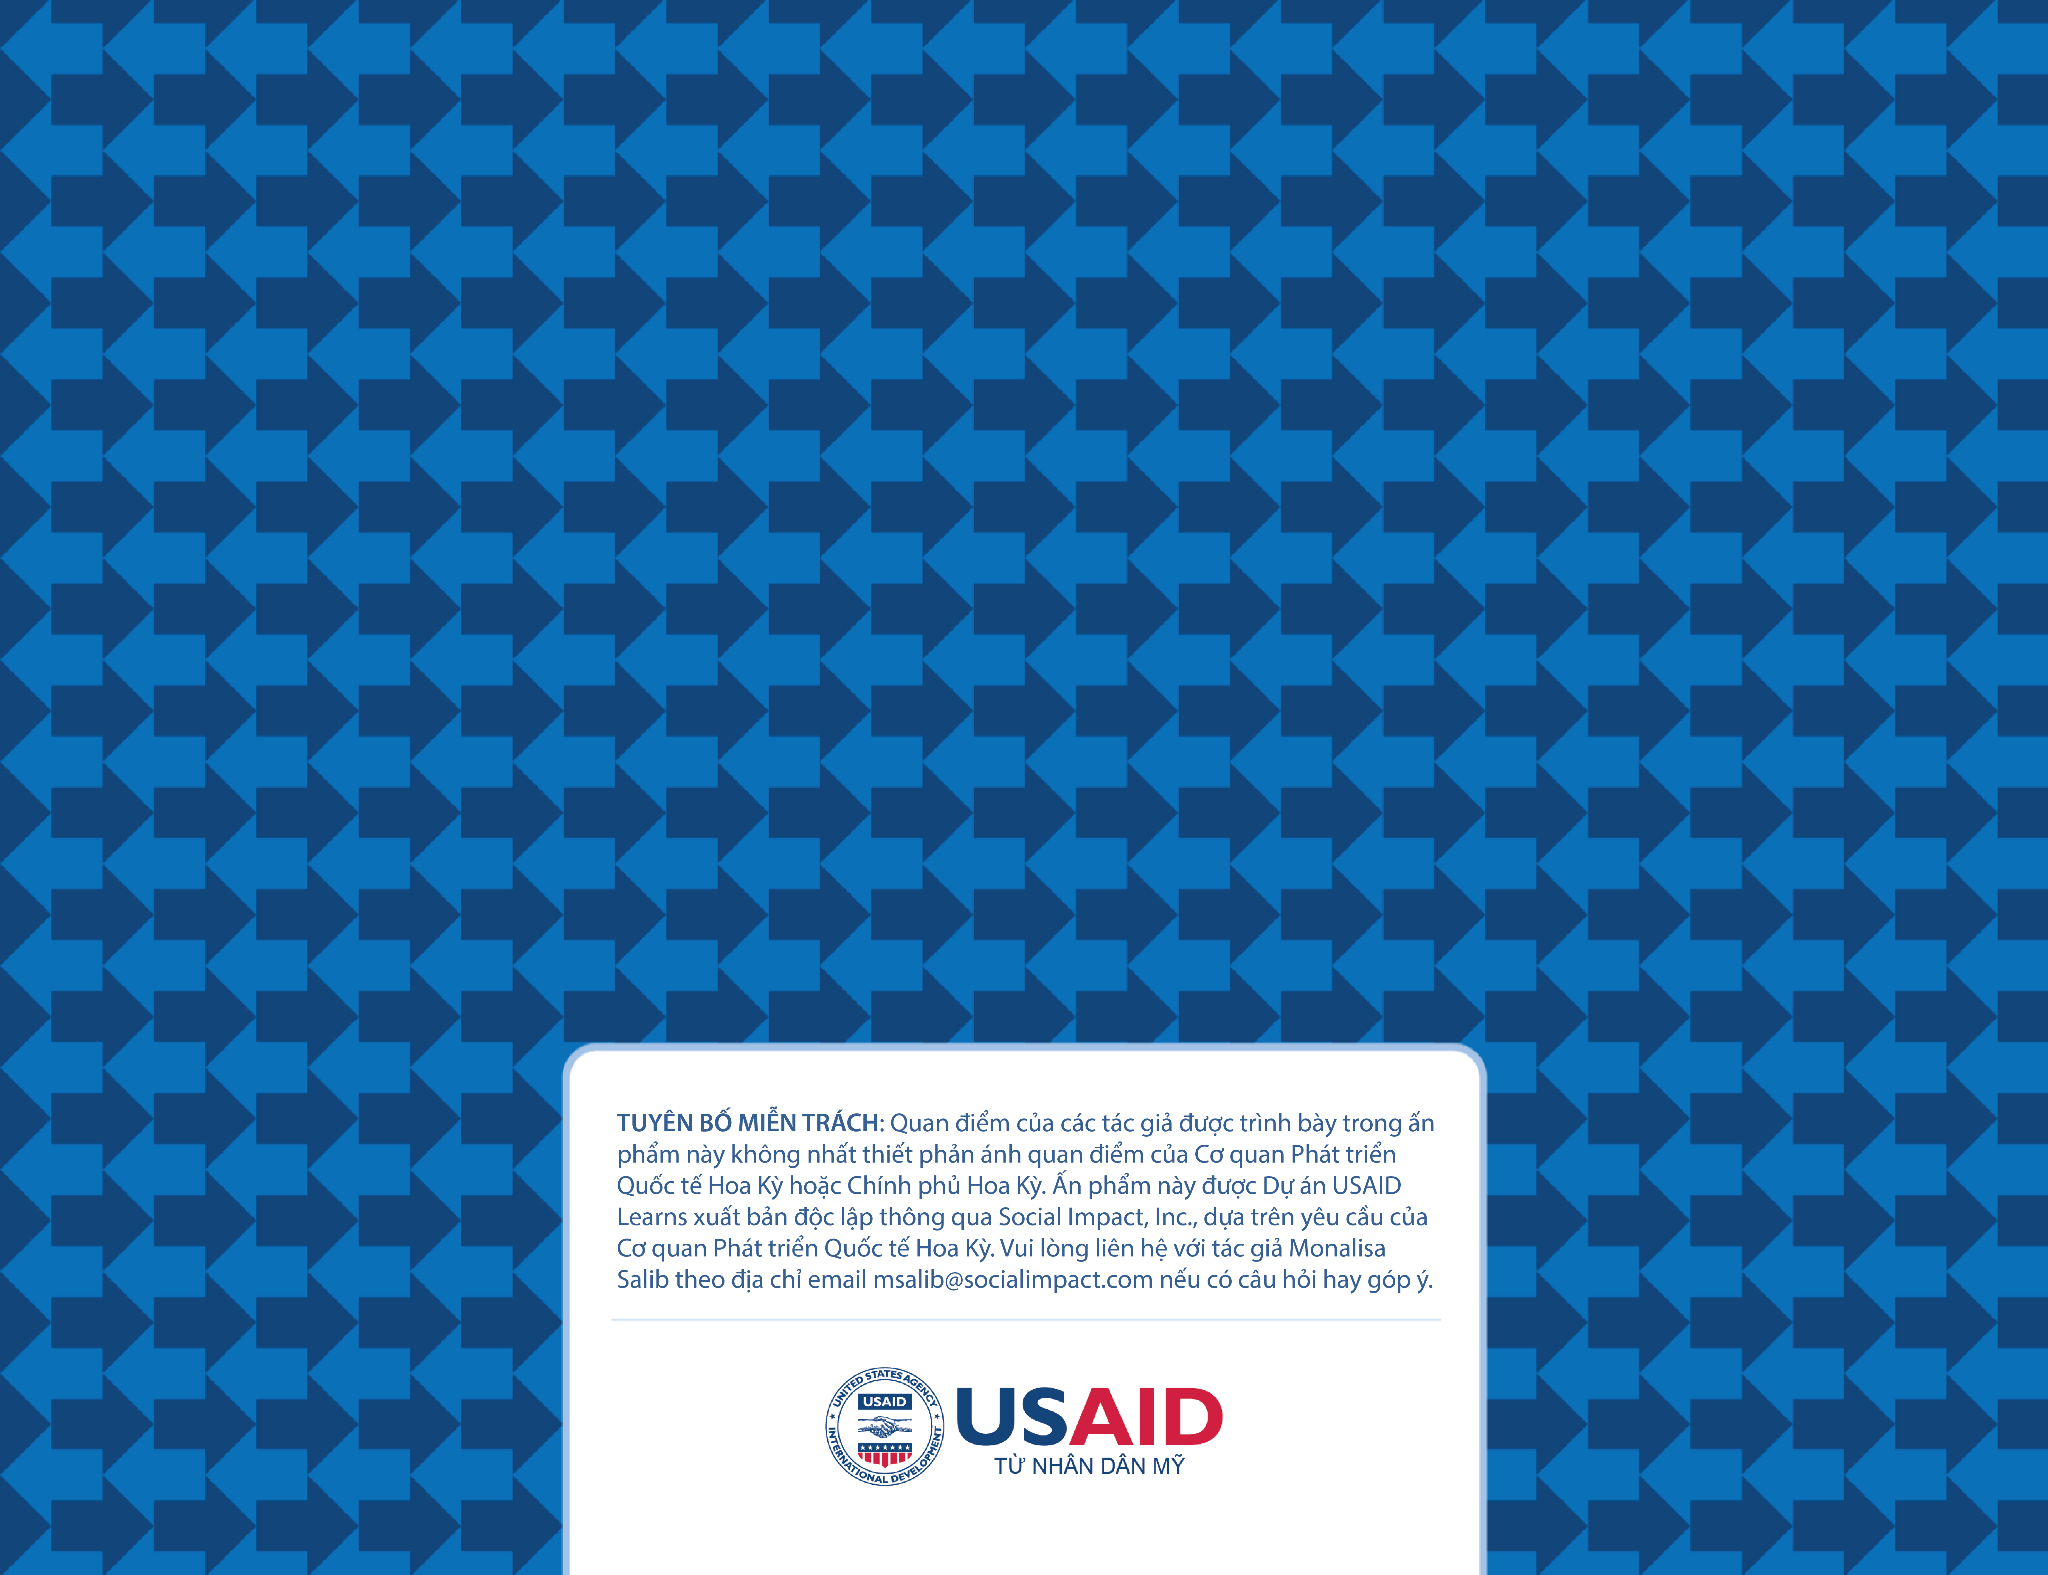 TUYÊN BỐ MIỄN TRÁCH: Quan điểm của các tác giả được trình bày trong ấn
phẩm này không nhất thiết phản ánh quan điểm của Cơ quan Phát triển
Quốc tế Hoa Kỳ hoặc Chính phủ Hoa Kỳ. Ấn phẩm này được Dự án USAID
Learns xuất bản độc lập thông qua Social Impact, Inc., dựa trên yêu cầu của
Cơ quan Phát triển Quốc tế Hoa Kỳ. Vui lòng liên hệ với tác giả Monalisa
Salib theo địa chỉ email msalib@socialimpact.com nếu có câu hỏi hay góp ý.
UNITED STATES AGENCY
USAID
INTERNATIONAL DEVELOPMENT
USAID
TỪ NHÂN DÂN MỸ